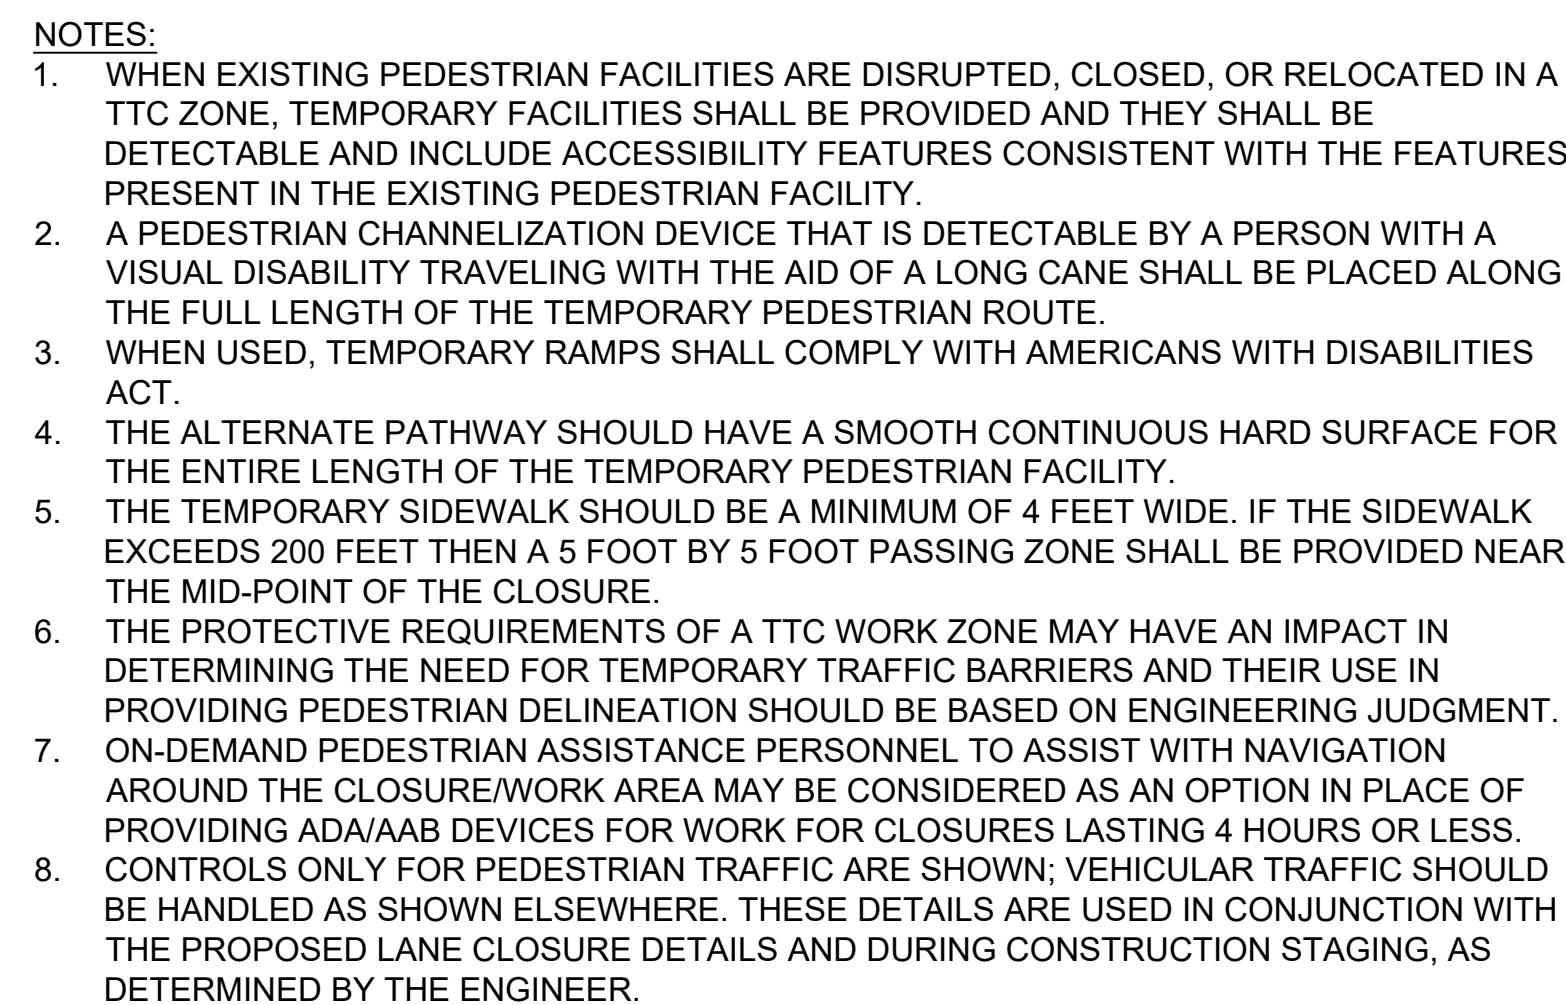 NOTES:
1. WHEN EXISTING PEDESTRIAN FACILITIES ARE DISRUPTED, CLOSED, OR RELOCATED IN A
TTC ZONE, TEMPORARY FACILITIES SHALL BE PROVIDED AND THEY SHALL BE
DETECTABLE AND INCLUDE ACCESSIBILITY FEATURES CONSISTENT WITH THE FEATURES
PRESENT IN THE EXISTING PEDESTRIAN FACILITY.
2. A PEDESTRIAN CHANNELIZATION DEVICE THAT IS DETECTABLE BY A PERSON WITH A
VISUAL DISABILITY TRAVELING WITH THE AID OF A LONG CANE SHALL BE PLACED ALONG
THE FULL LENGTH OF THE TEMPORARY PEDESTRIAN ROUTE.
3. WHEN USED, TEMPORARY RAMPS SHALL COMPLY WITH AMERICANS WITH DISABILITIES
ACT.
4. THE ALTERNATE PATHWAY SHOULD HAVE A SMOOTH CONTINUOUS HARD SURFACE FOR
THE ENTIRE LENGTH OF THE TEMPORARY PEDESTRIAN FACILITY.
5. THE TEMPORARY SIDEWALK SHOULD BE A MINIMUM OF 4 FEET WIDE. IF THE SIDEWALK
EXCEEDS 200 FEET THEN A 5 FOOT BY 5 FOOT PASSING ZONE SHALL BE PROVIDED NEAR
THE MID-POINT OF THE CLOSURE.
6. THE PROTECTIVE REQUIREMENTS OF A TTC WORK ZONE MAY HAVE AN IMPACT IN
DETERMINING THE NEED FOR TEMPORARY TRAFFIC BARRIERS AND THEIR USE IN
PROVIDING PEDESTRIAN DELINEATION SHOULD BE BASED ON ENGINEERING JUDGMENT.
7. ON-DEMAND PEDESTRIAN ASSISTANCE PERSONNEL TO ASSIST WITH NAVIGATION
AROUND THE CLOSURE/WORK AREA MAY BE CONSIDERED AS AN OPTION IN PLACE OF
PROVIDING ADA/AAB DEVICES FOR WORK FOR CLOSURES LASTING 4 HOURS OR LESS.
8. CONTROLS ONLY FOR PEDESTRIAN TRAFFIC ARE SHOWN; VEHICULAR TRAFFIC SHOULD
BE HANDLED AS SHOWN ELSEWHERE. THESE DETAILS ARE USED IN CONJUNCTION WITH
THE PROPOSED LANE CLOSURE DETAILS AND DURING CONSTRUCTION STAGING, AS
DETERMINED BY THE ENGINEER.